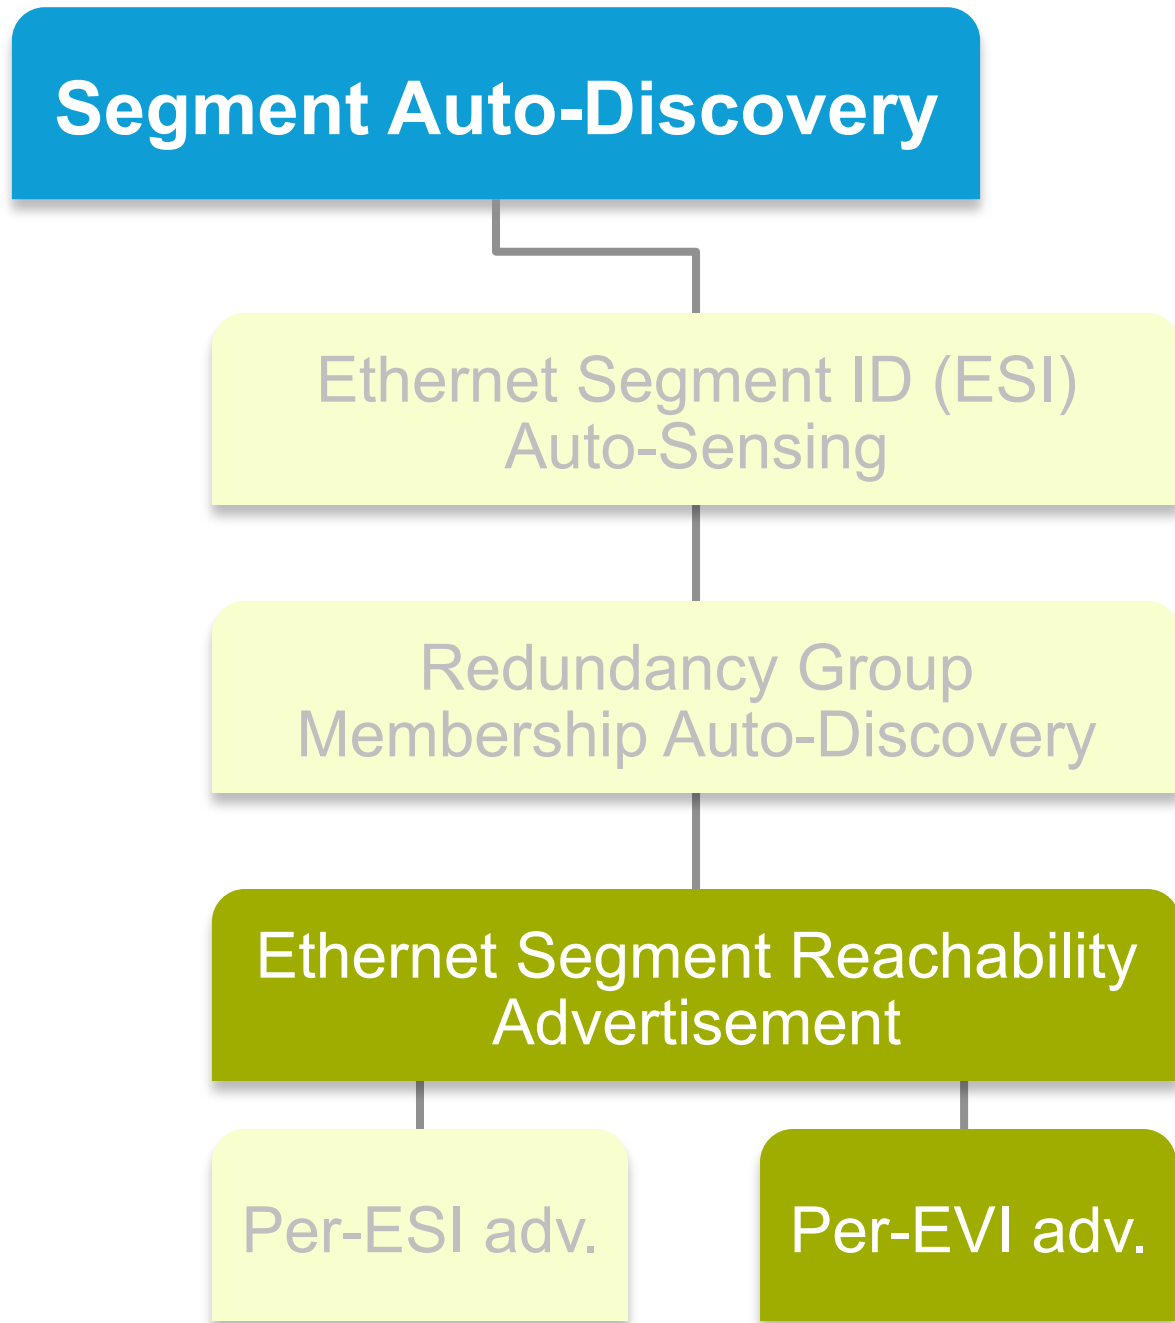 Segment Auto-Discovery
Ethernet Segment ID (ESI)
Auto-Sensing
Redundancy Group
Membership Auto-Discovery
Ethernet Segment Reachability
Advertisement
Per-ESI adv.
Per-EVI adv.